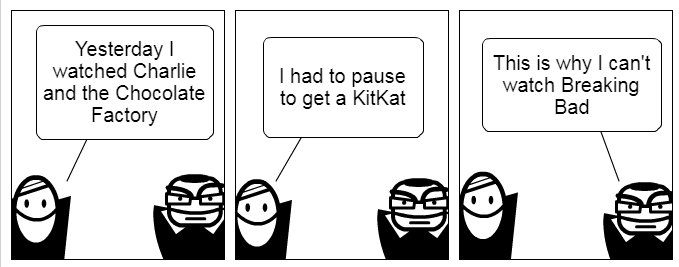 Yesterday I
watched Charlie
and the Chocolate
Factory
I had to pause
to get a KitKat
This is why I can't
watch Breaking
Bad